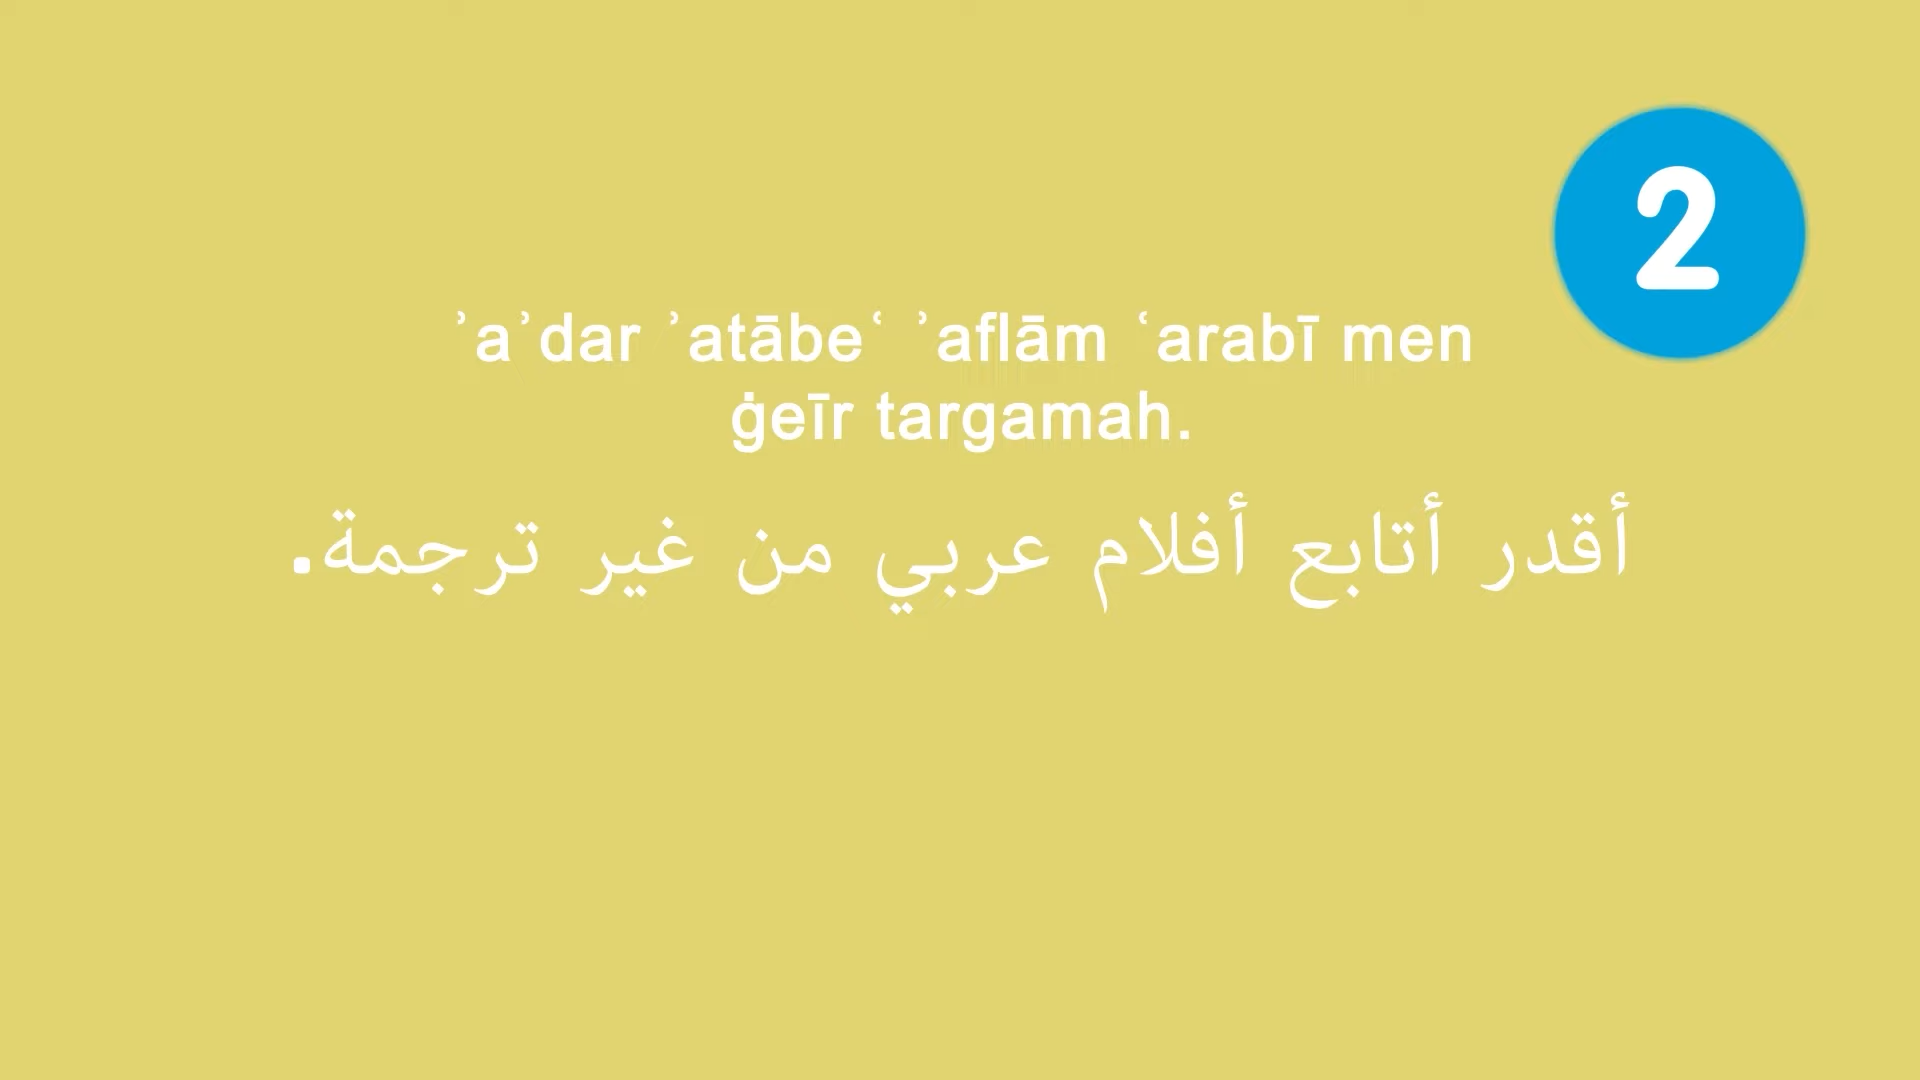 2
ʾaʾdar ʾatābeʿ ʾaflām ʿarabī men
ġeīr targamah.
أقدر أتابع أفلام عربي من غير ترجمة.